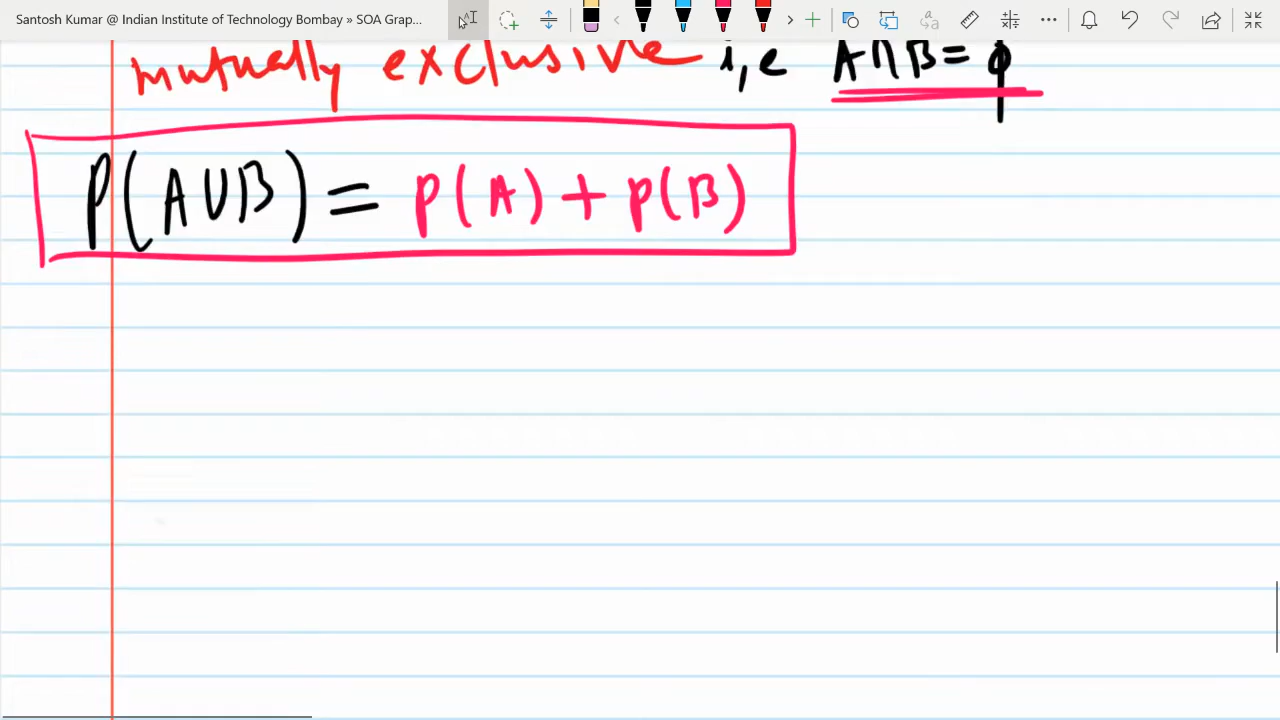 Santosh Kumar @ Indian Institute of Technology Bombay » SOA Grap...
mutually exclusive i,e A∩B = ϕ
P(A∪B) = P(A) + P(B)